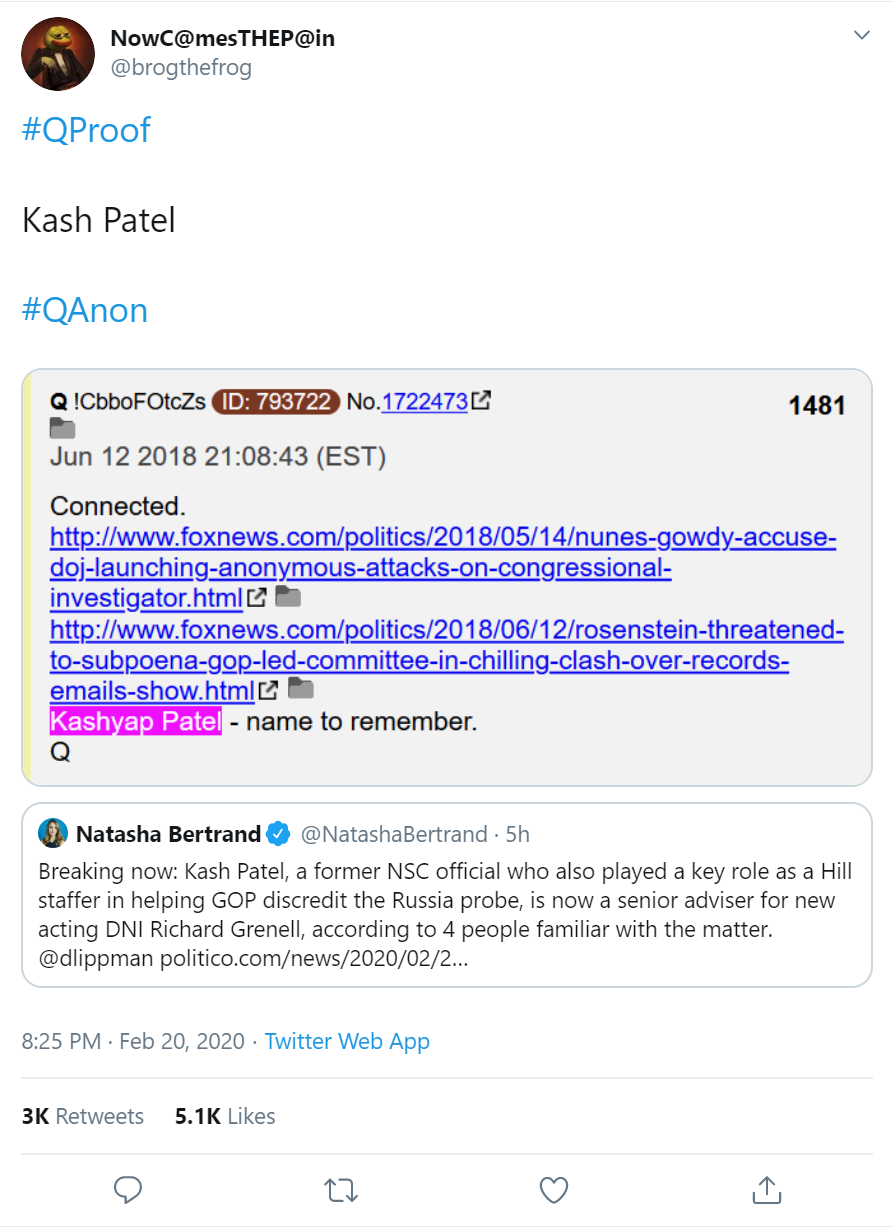 NowC@mesTHEP@in
@brogthefrog
#QProof
Kash Patel
#QAnon
Q !CbboFOtcZs ID: 793722 No.1722473
1481
Jun 12 2018 21:08:43 (EST)
Connected.
http://www.foxnews.com/politics/2018/05/14/nunes-gowdy-accuse-
doj-launching-anonymous-attacks-on-congressional-
investigator.html
http://www.foxnews.com/politics/2018/06/12/rosenstein-threatened-
to-subpoena-gop-led-committee-in-chilling-clash-over-records-
emails-show.html
Kashyap Patel - name to remember.
Q
Natasha Bertrand @NatashaBertrand · 5h
Breaking now: Kash Patel, a former NSC official who also played a key role as a Hill
staffer in helping GOP discredit the Russia probe, is now a senior adviser for new
acting DNI Richard Grenell, according to 4 people familiar with the matter.
@dlippman politico.com/news/2020/02/2...
8:25 PM · Feb 20, 2020 · Twitter Web App
3K Retweets 5.1K Likes